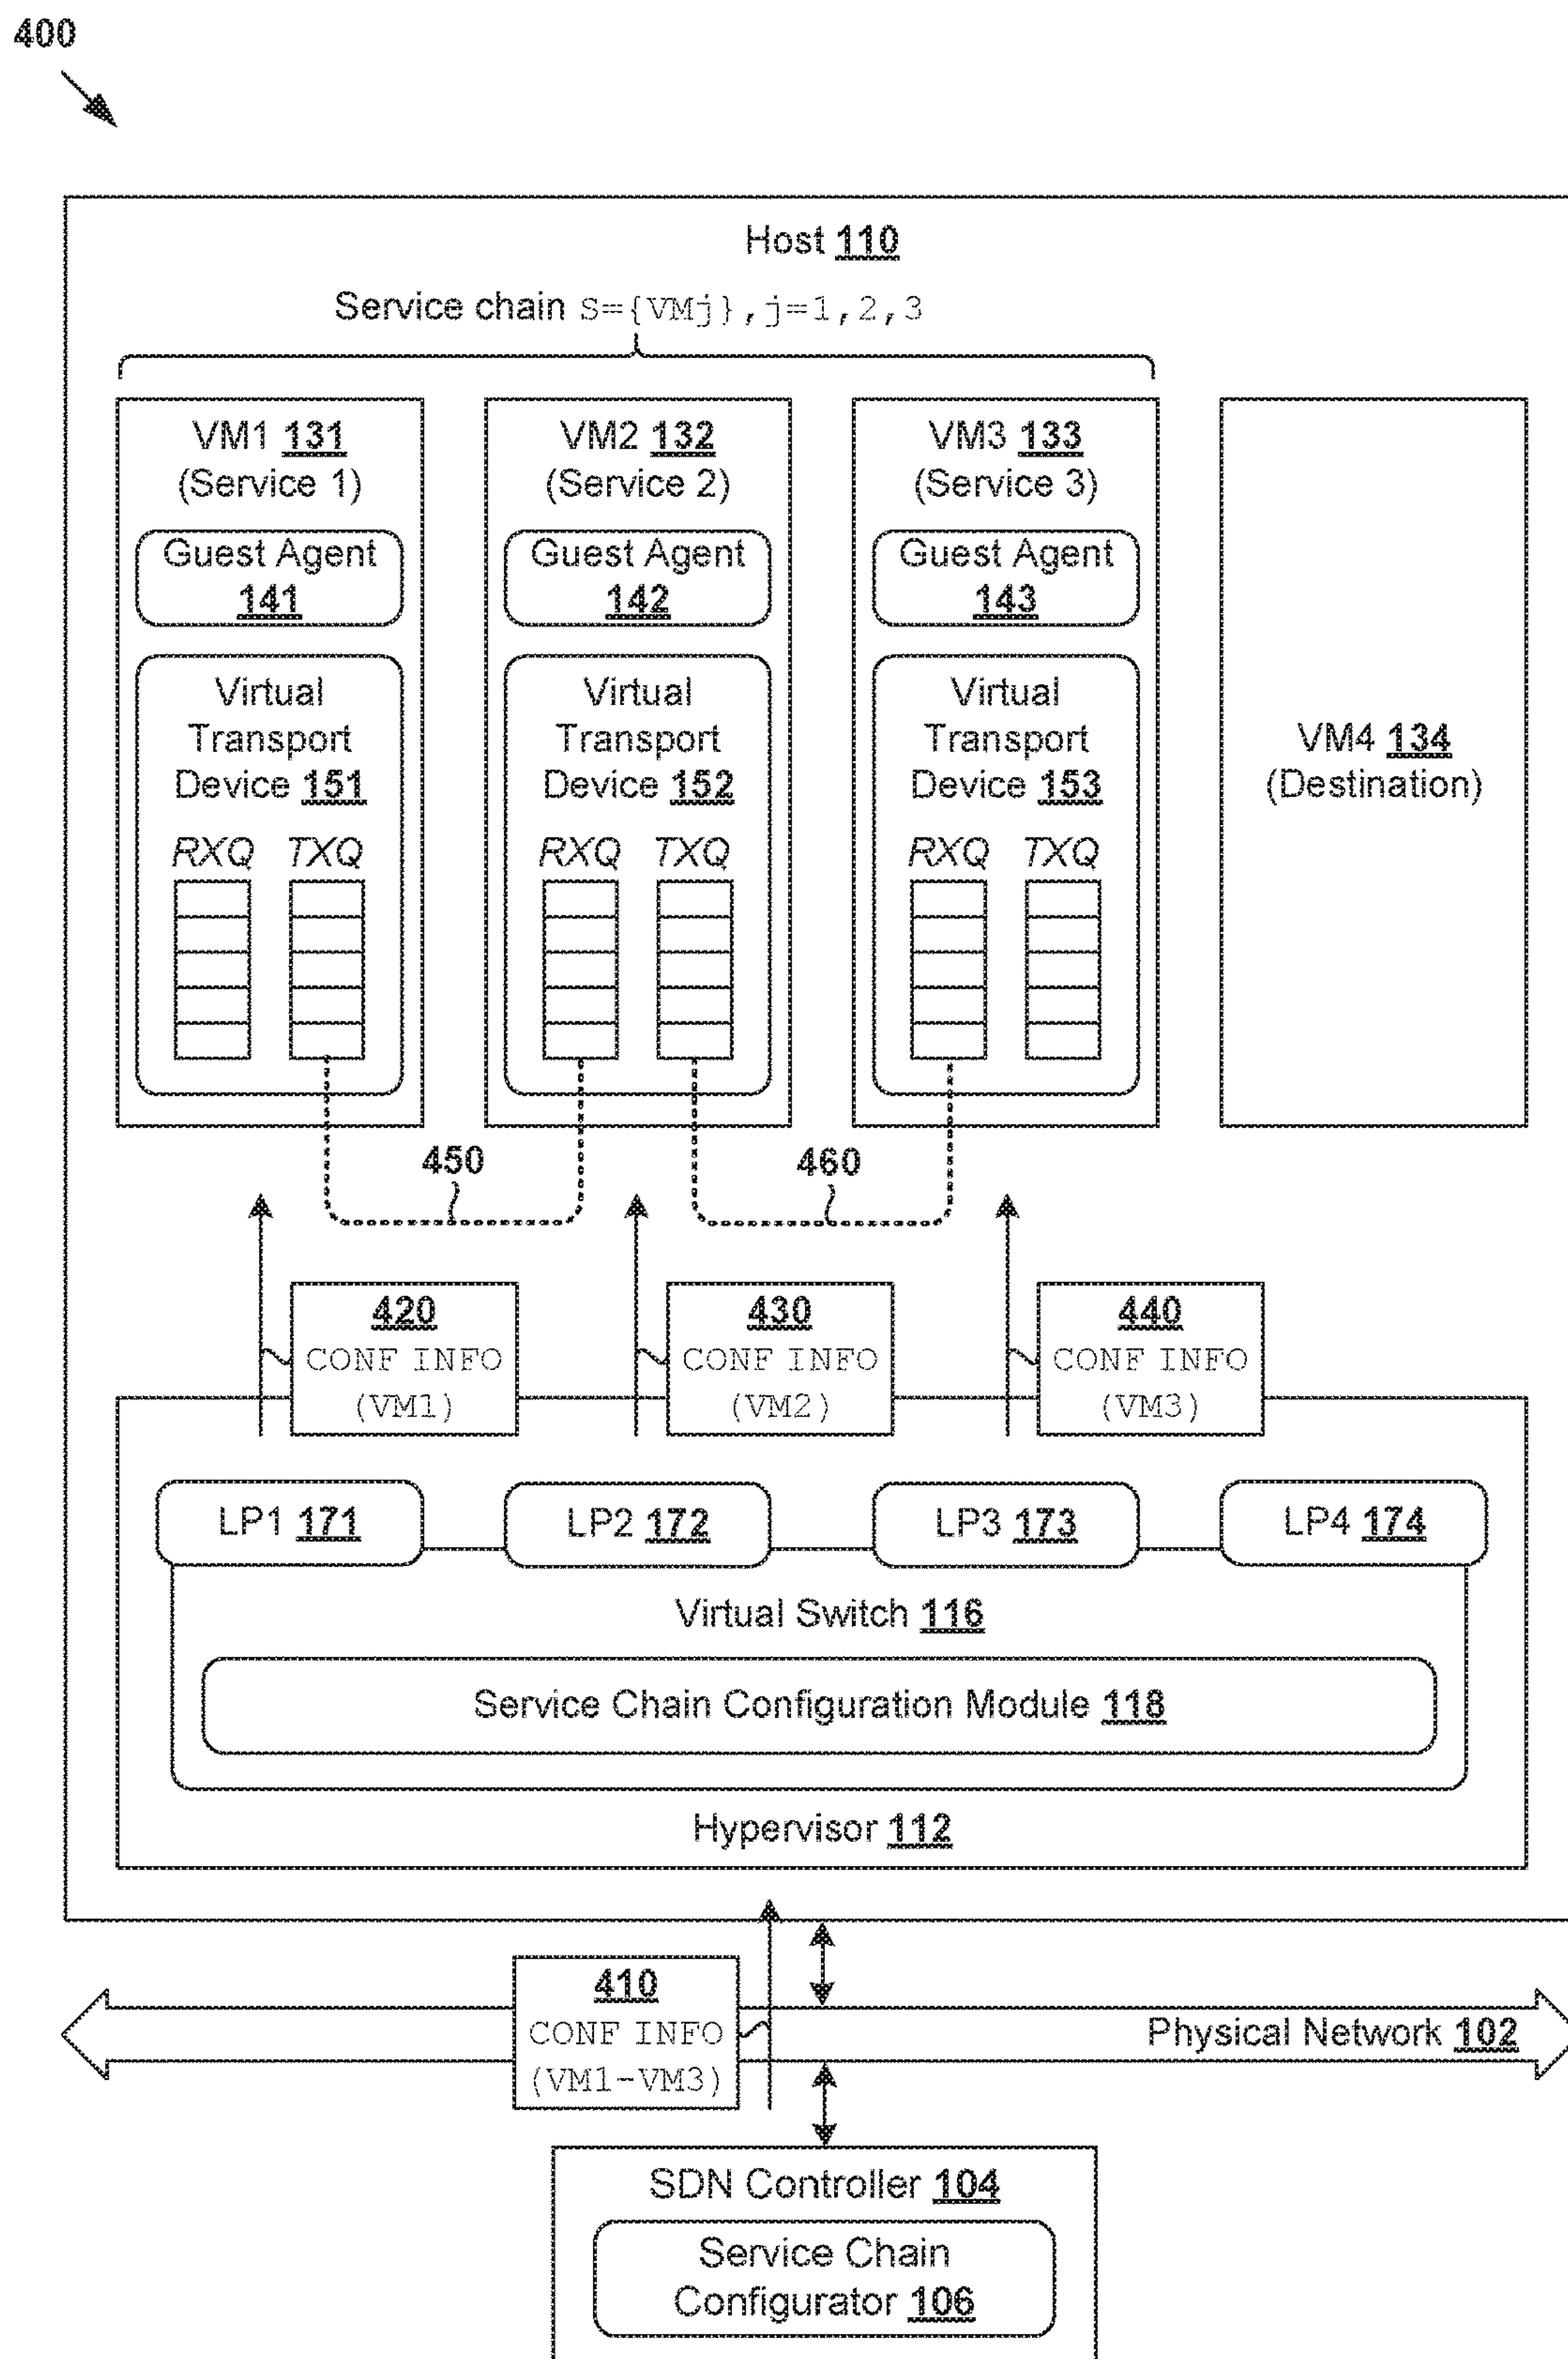 400
Host 110
Service chain S={VMj},j=1,2,3
VM1 131
(Service 1)
Guest Agent
141
Virtual
Transport
Device 151
RXQ TXQ
VM2 132
(Service 2)
Guest Agent
142
Virtual
Transport
Device 152
RXQ TXQ
VM3 133
(Service 3)
Guest Agent
143
Virtual
Transport
Device 153
RXQ TXQ
VM4 134
(Destination)
450
460
420
CONF INFO
(VM1)
430
CONF INFO
(VM2)
440
CONF INFO
(VM3)
LP1 171
LP2 172
LP3 173
LP4 174
Virtual Switch 116
Service Chain Configuration Module 118
Hypervisor 112
410
CONF INFO
(VM1-VM3)
Physical Network 102
SDN Controller 104
Service Chain
Configurator 106